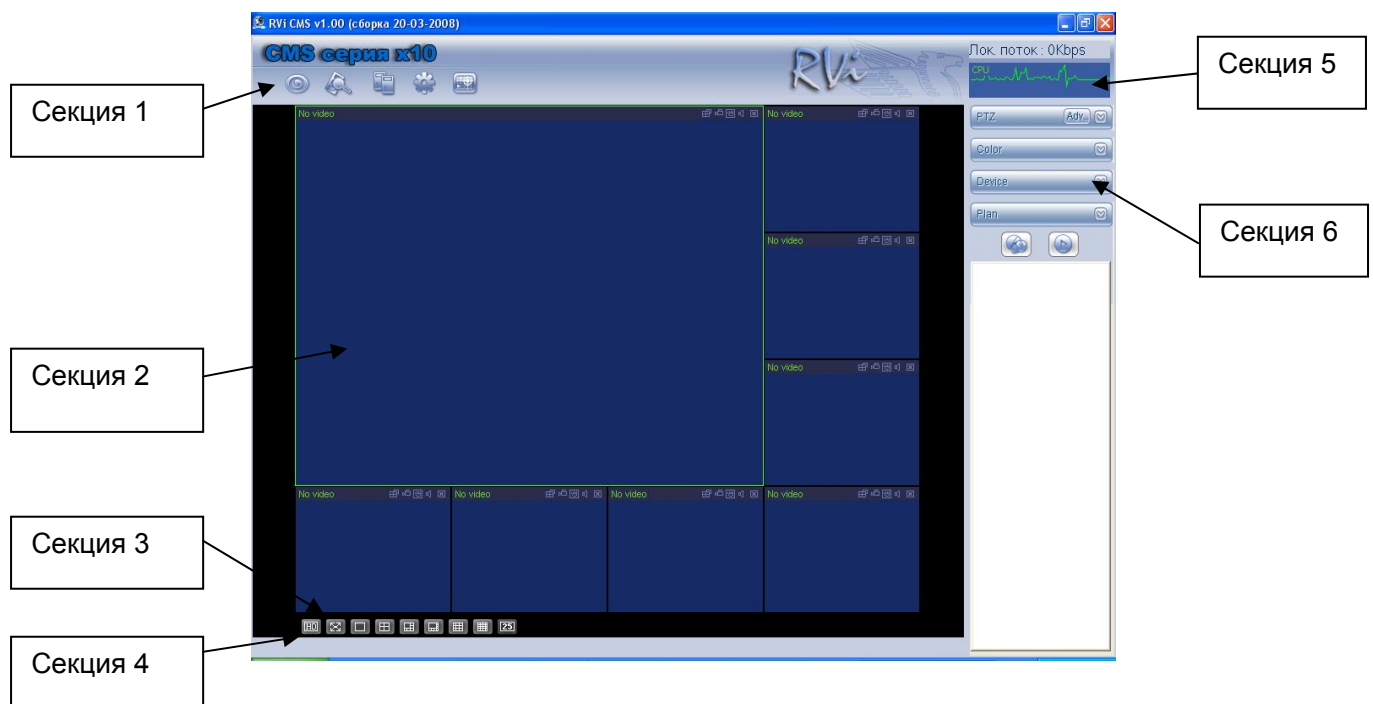 RVi CMS v1.00 (сборка 20-03-2008)
CMS серия x10
RVi
Лок. поток : 0Kbps
CPU
Секция 1
Секция 5
No video
No video
PTZ
Adv..
Color
Device
Plan
Секция 6
No video
Секция 2
No video
No video
No video
No video
No video
Секция 3
25
Секция 4